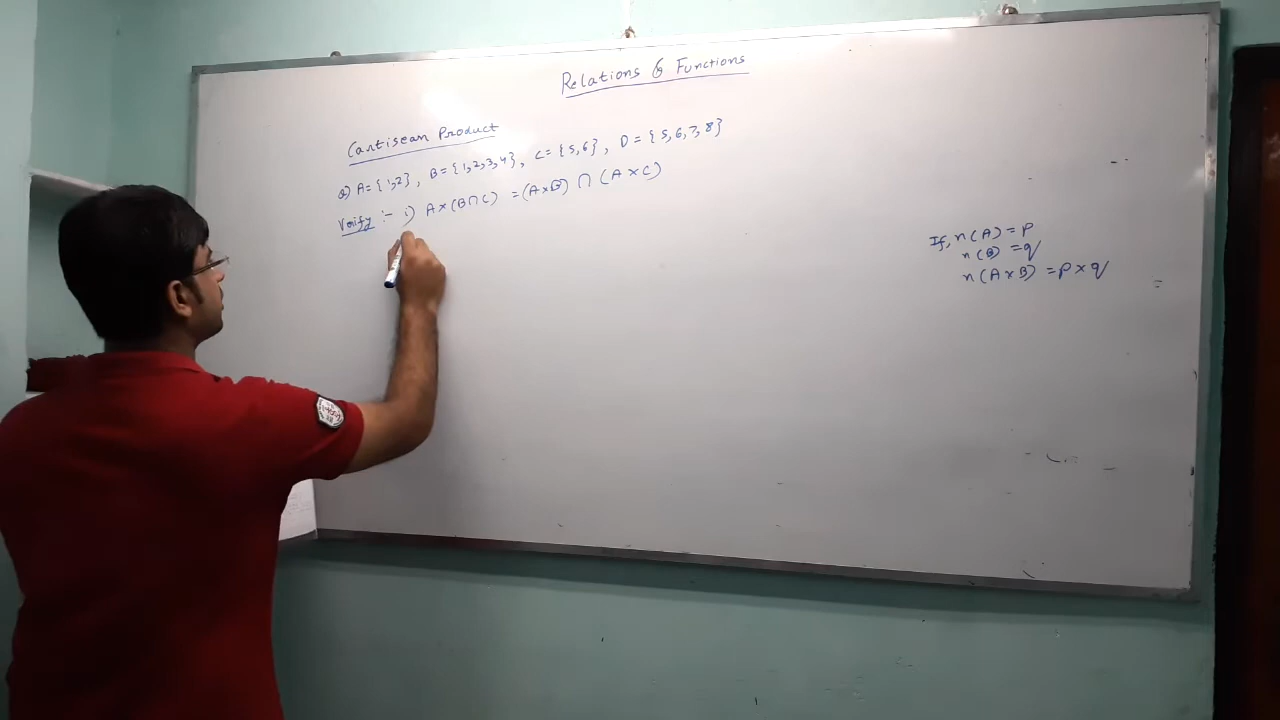 Relations & Functions
Cartisean Product
Q) A = {1,2}, B = {1,2,3,4}, C = {5,6}, D = {5,6,7,8}
Verify :- i) A×(B∩C) = (A×B) ∩ (A×C)
If, n(A) = p
n(B) = q
n(A×B) = p×q